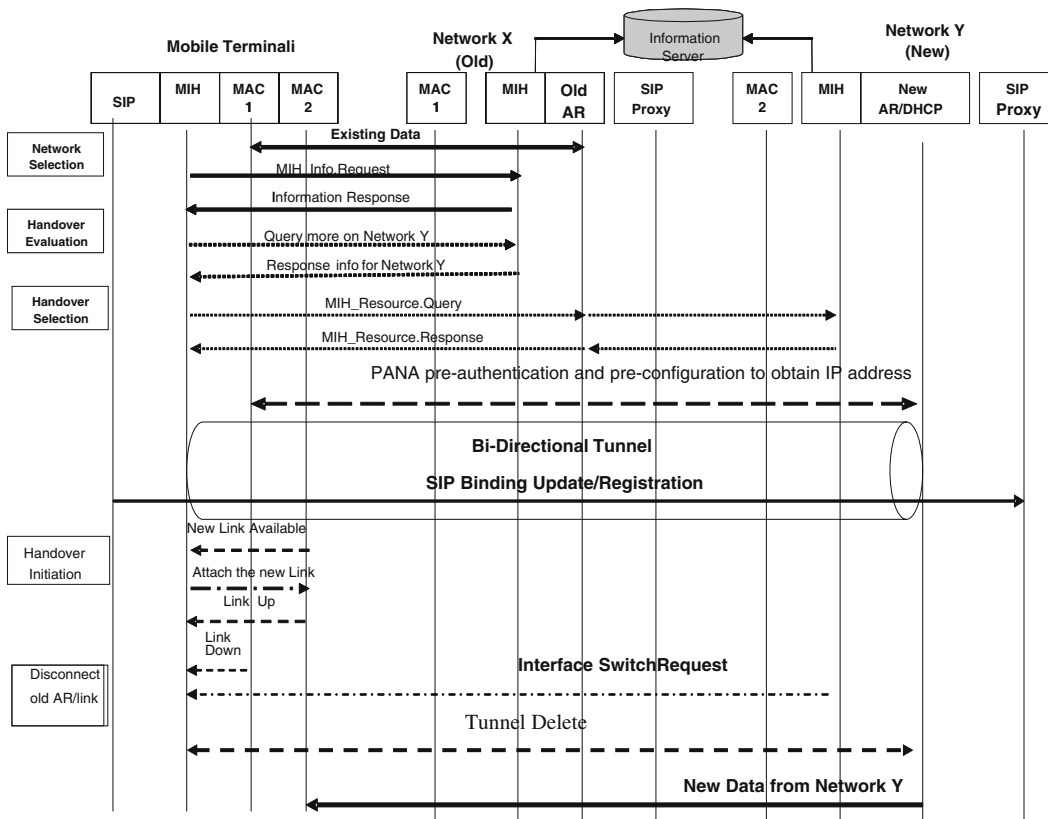 Mobile Terminali
Network X
(Old)
Information
Server
Network Y
(New)
SIP
MIH
MAC
1
MAC
2
MAC
1
MIH
Old
AR
SIP
Proxy
MAC
2
MIH
New
AR/DHCP
SIP
Proxy
Network
Selection
Existing Data
MIH_Info.Request
Information Response
Handover
Evaluation
Query more on Network Y
Response info for Network Y
Handover
Selection
MIH_Resource.Query
MIH_Resource.Response
PANA pre-authentication and pre-configuration to obtain IP address
Bi-Directional Tunnel
SIP Binding Update/Registration
New Link Available
Handover
Initiation
Attach the new Link
Link Up
Link
Down
Disconnect
old AR/link
Interface SwitchRequest
Tunnel Delete
New Data from Network Y